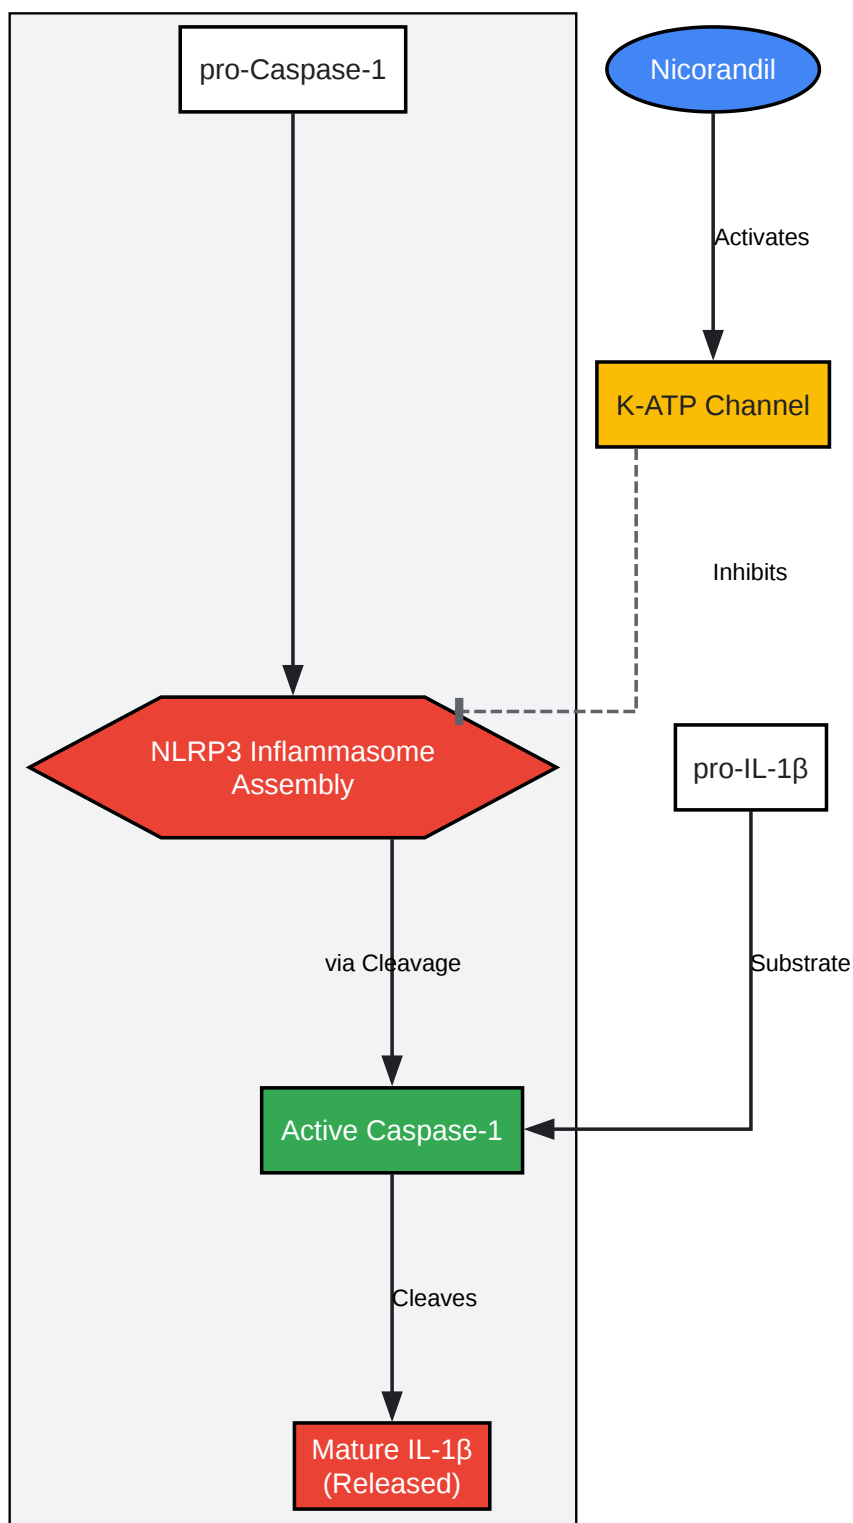 pro-Caspase-1
Nicorandil
Activates
K-ATP Channel
Inhibits
NLRP3 Inflammasome
Assembly
pro-IL-1β
via Cleavage
Substrate
Active Caspase-1
Cleaves
Mature IL-1β
(Released)